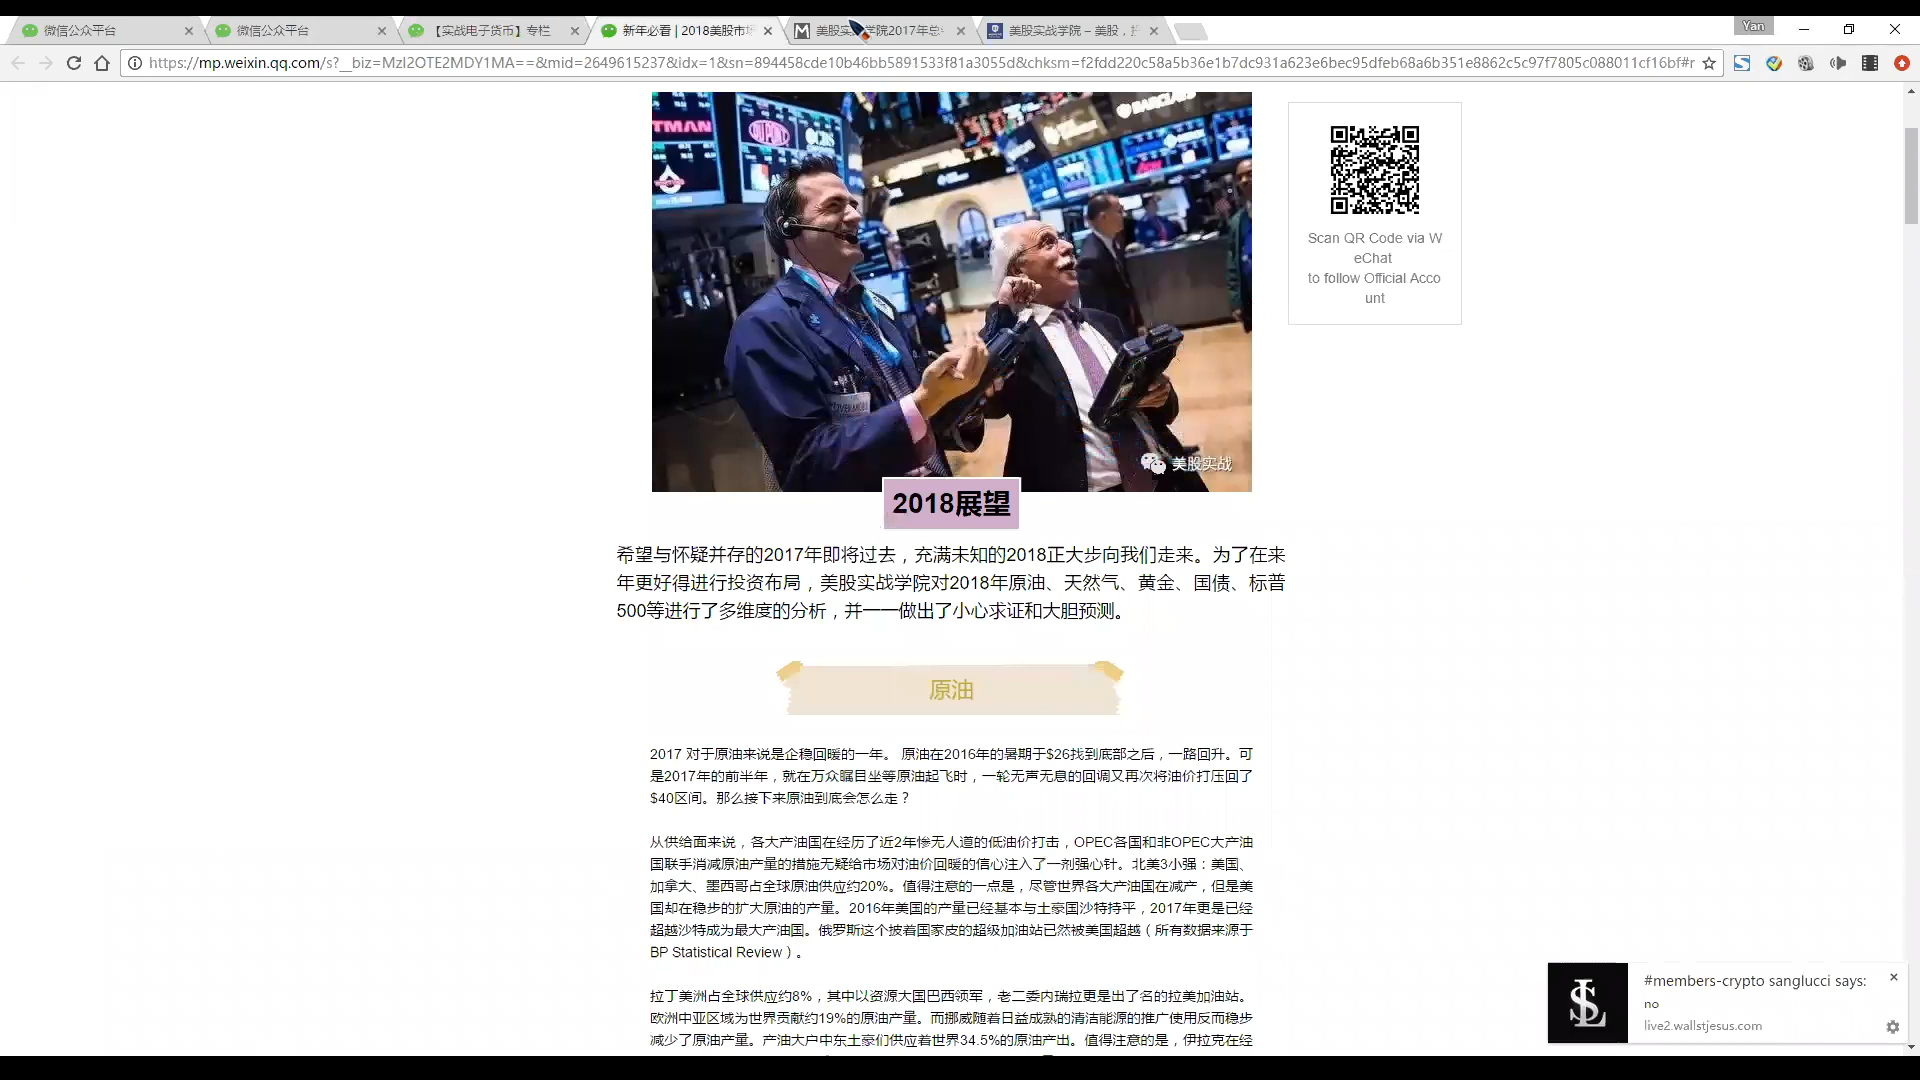 微信公众平台
微信公众平台
【实战电子货币】专栏
新年必看 | 2018美股市场
美股实战学院2017年总
美股实战学院 – 美股，投
Yan
https://mp.weixin.qq.com/s?__biz=MzI2OTE2MDY1MA==&mid=2649615237&idx=1&sn=894458cde10b46bb5891533f81a3055d&chksm=f2fdd220c58a5b36e1b7dc931a623e6bec95dfeb68a6b351e8862c5c97f7805c088011cf16bf#r
TMAN
DUPONT
CBS
BARCLAYS
美股实战
Scan QR Code via W
eChat
to follow Official Acco
unt
2018展望
希望与怀疑并存的2017年即将过去，充满未知的2018正大步向我们走来。为了在来
年更好得进行投资布局，美股实战学院对2018年原油、天然气、黄金、国债、标普
500等进行了多维度的分析，并一一做出了小心求证和大胆预测。
原油
2017 对于原油来说是企稳回暖的一年。 原油在2016年的暑期于$26找到底部之后，一路回升。可
是2017年的前半年，就在万众瞩目坐等原油起飞时，一轮无声无息的回调又再次将油价打压回了
$40区间。那么接下来原油到底会怎么走？
从供给面来说，各大产油国在经历了近2年惨无人道的低油价打击，OPEC各国和非OPEC大产油
国联手消减原油产量的措施无疑给市场对油价回暖的信心注入了一剂强心针。北美3小强：美国、
加拿大、墨西哥占全球原油供应约20%。值得注意的一点是，尽管世界各大产油国在减产，但是美
国却在稳步的扩大原油的产量。2016年美国的产量已经基本与土豪国沙特持平，2017年更是已经
超越沙特成为最大产油国。俄罗斯这个披着国家皮的超级加油站已然被美国超越（所有数据来源于
BP Statistical Review）。
拉丁美洲占全球供应约8%，其中以资源大国巴西领军，老二委内瑞拉更是出了名的拉美加油站。
欧洲中亚区域为世界贡献约19%的原油产量。而挪威随着日益成熟的清洁能源的推广使用反而稳步
减少了原油产量。产油大户中东土豪们供应着世界34.5%的原油产出。值得注意的是，伊拉克在经
#members-crypto sanglucci says:
no
live2.wallstjesus.com